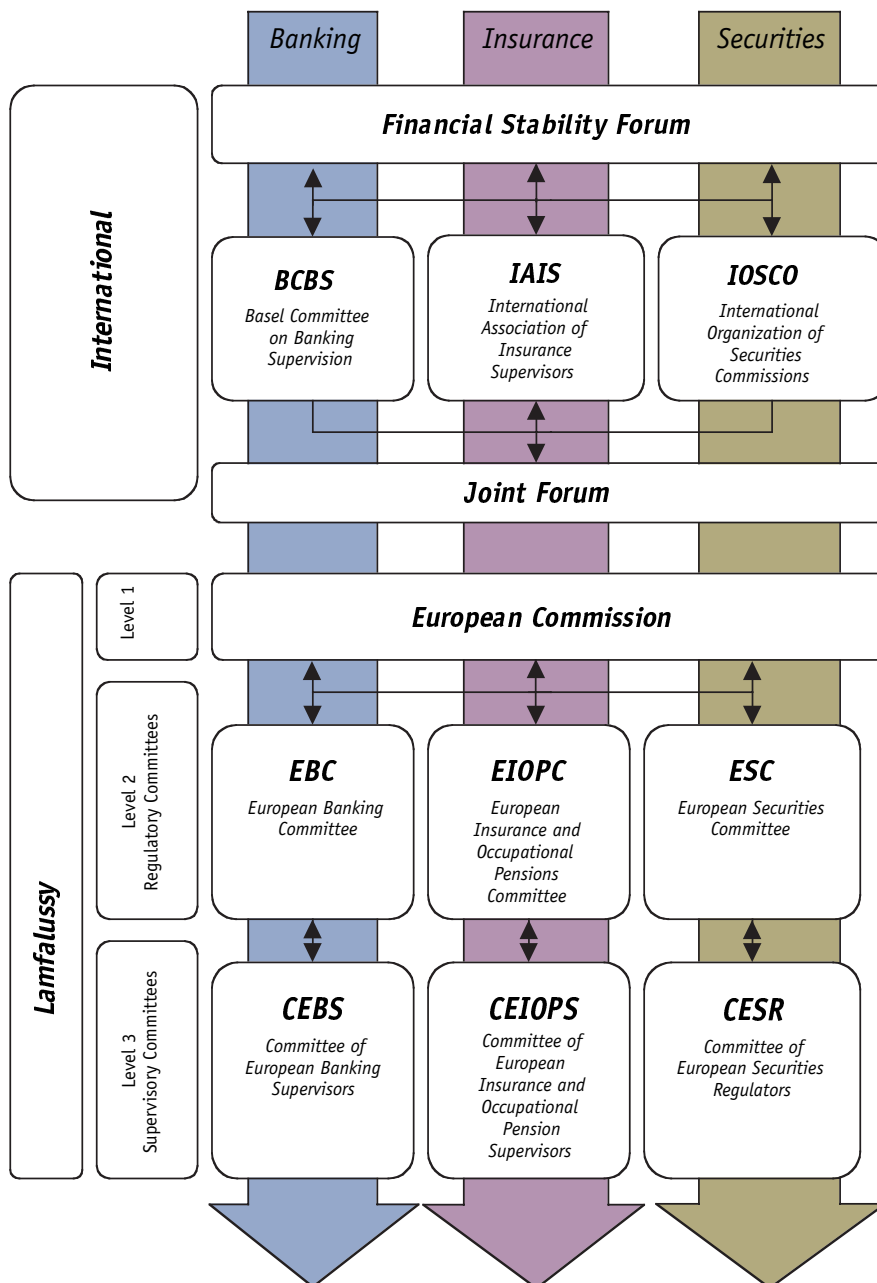 Banking
Insurance
Securities
International
Financial Stability Forum
BCBS
Basel Committee
on Banking
Supervision
IAIS
International
Association of
Insurance
Supervisors
IOSCO
International
Organization of
Securities
Commissions
Joint Forum
Lamfalussy
Level 1
European Commission
Level 2
Regulatory Committees
EBC
European Banking
Committee
EIOPC
European
Insurance and
Occupational
Pensions
Committee
ESC
European Securities
Committee
Level 3
Supervisory Committees
CEBS
Committee of
European Banking
Supervisors
CEIOPS
Committee of
European
Insurance and
Occupational
Pension
Supervisors
CESR
Committee of
European Securities
Regulators